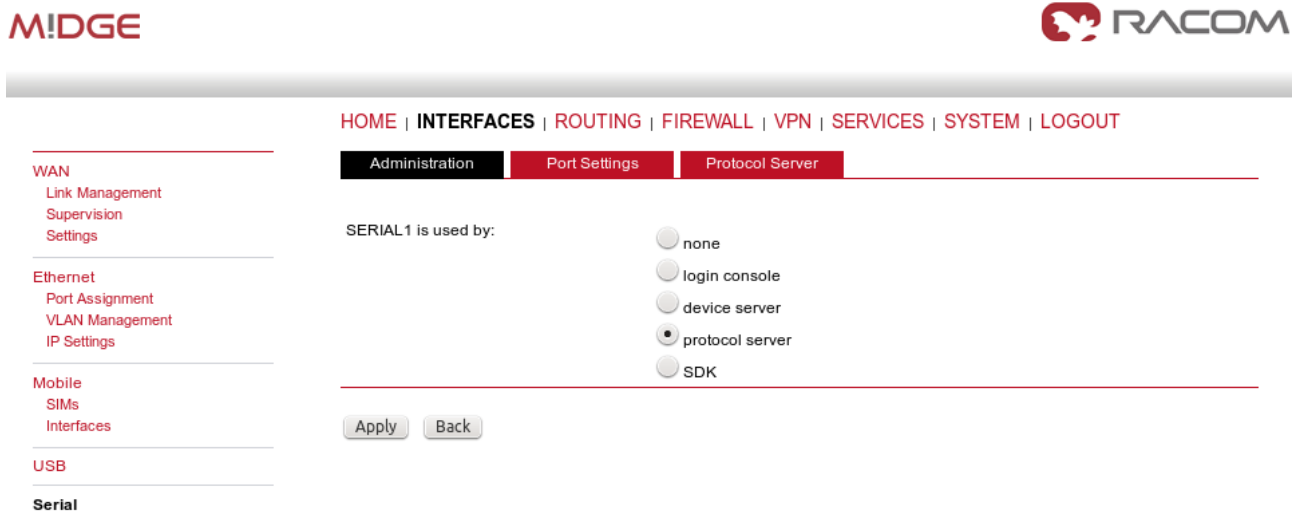 M!DGE
RACOM
HOME | INTERFACES | ROUTING | FIREWALL | VPN | SERVICES | SYSTEM | LOGOUT
Administration Port Settings Protocol Server
WAN
Link Management
Supervision
Settings
Ethernet
Port Assignment
VLAN Management
IP Settings
Mobile
SIMs
Interfaces
USB
Serial
SERIAL1 is used by:
none
login console
device server
protocol server
SDK
Apply Back